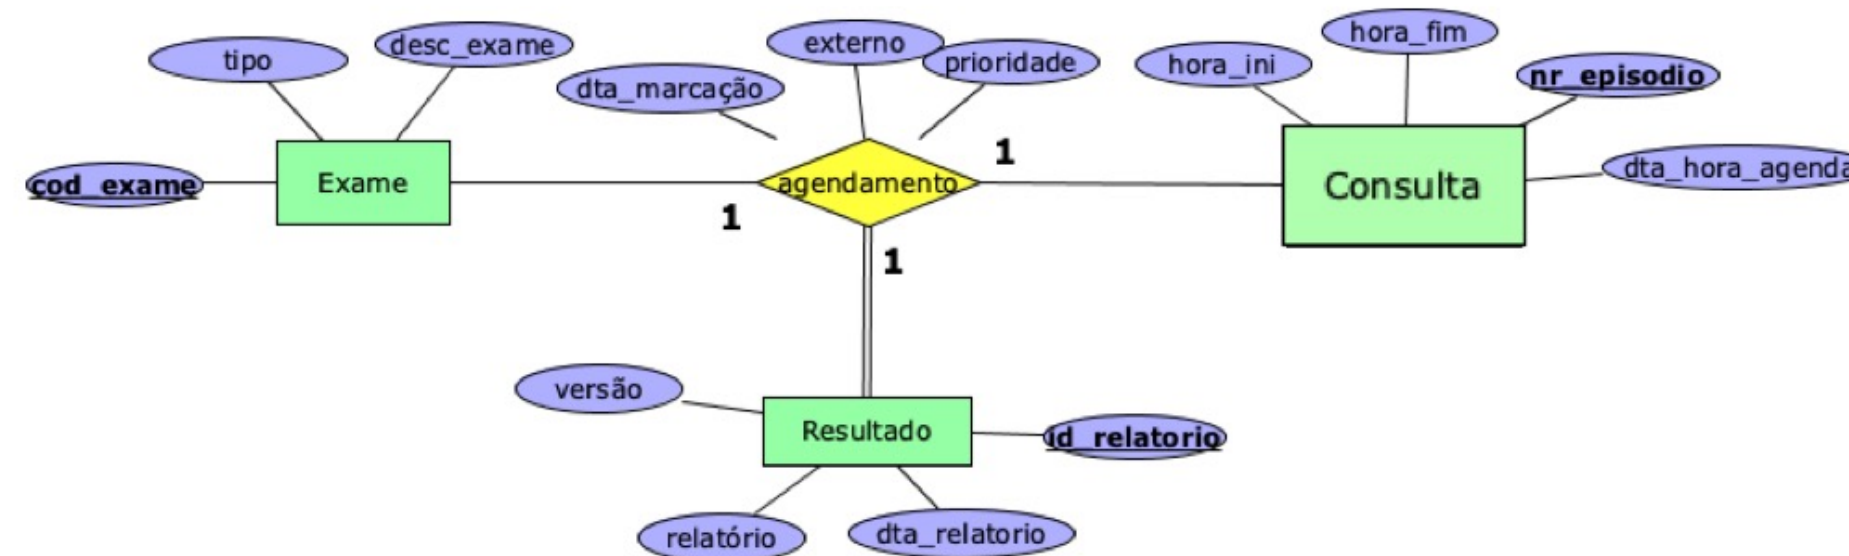 hora_fim
externo
desc_exame
tipo
prioridade
hora_ini
nr_episodio
dta_marcação
1
dta_hora_agenda
Exame
agendamento
Consulta
cod_exame
1
1
versão
Resultado
id_relatorio
relatório
dta_relatorio